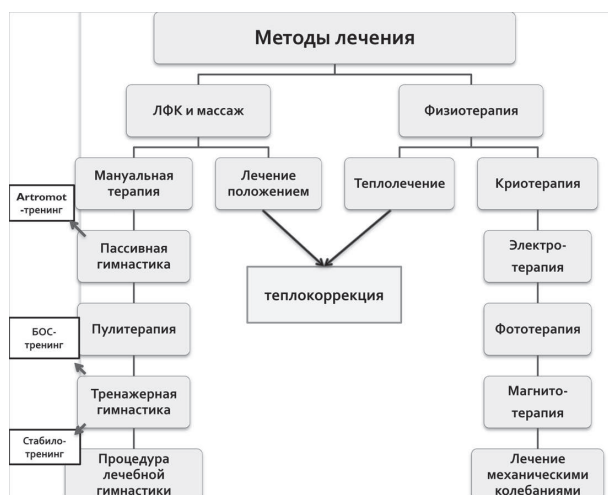 Методы лечения
ЛФК и массаж
Физиотерапия
Мануальная
терапия
Лечение
положением
Теплолечение
Криотерапия
Artromot
-тренинг
Пассивная
гимнастика
Электро-
терапия
теплокоррекция
БОС-
тренинг
Пулитерапия
Фототерапия
Тренажерная
гимнастика
Магнито-
терапия
Стабило-
тренинг
Процедура
лечебной
гимнастики
Лечение
механическими
колебаниями